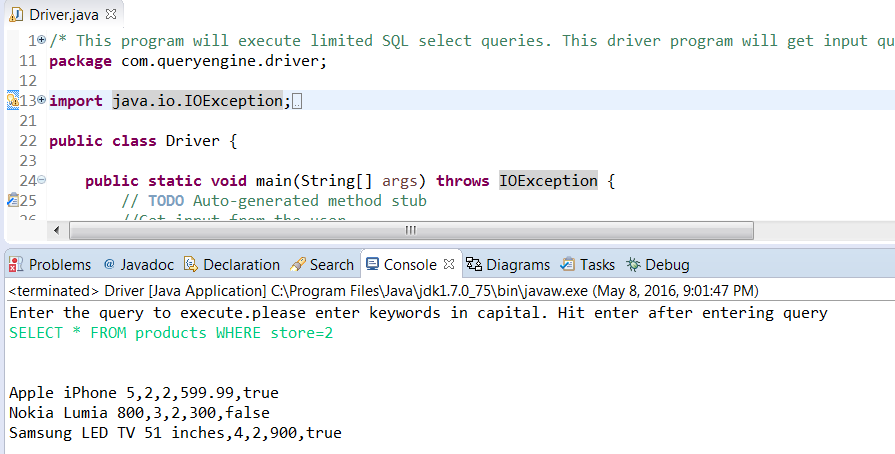 Driver.java
1 /* This program will execute limited SQL select queries. This driver program will get input qu
11 package com.queryengine.driver;
12
13 import java.io.IOException;
21
22 public class Driver {
23
24 public static void main(String[] args) throws IOException {
25 // TODO Auto-generated method stub
26 //Get input from the user
Problems @ Javadoc Declaration Search Console Diagrams Tasks Debug
<terminated> Driver [Java Application] C:\Program Files\Java\jdk1.7.0_75\bin\javaw.exe (May 8, 2016, 9:01:47 PM)
Enter the query to execute.please enter keywords in capital. Hit enter after entering query
SELECT * FROM products WHERE store=2
Apple iPhone 5,2,2,599.99,true
Nokia Lumia 800,3,2,300,false
Samsung LED TV 51 inches,4,2,900,true